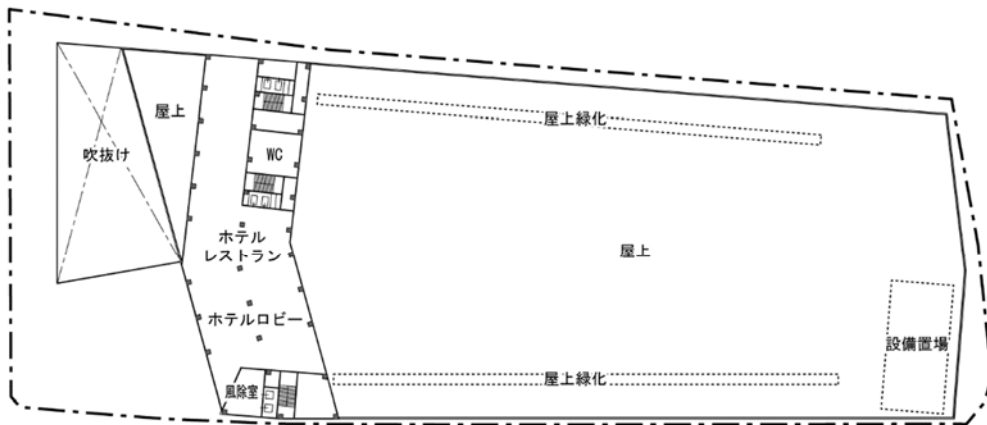 屋上緑化
屋上
吹抜け
WC
ホテル
レストラン
屋上
ホテルロビー
設備置場
屋上緑化
風除室